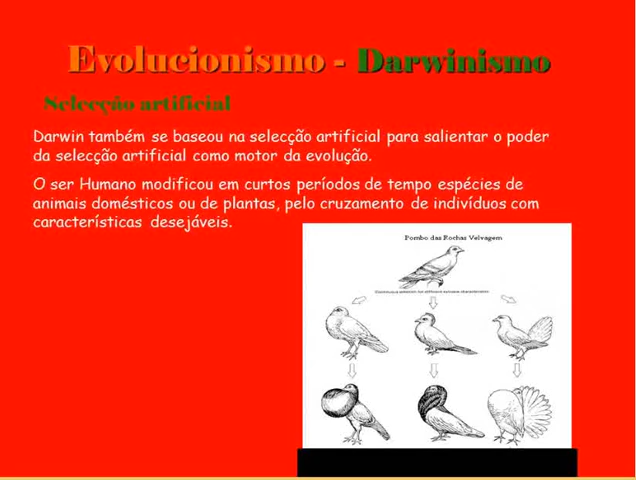 Evolucionismo - Darwinismo
Selecção artificial
Darwin também se baseou na selecção artificial para salientar o poder
da selecção artificial como motor da evolução.
O ser Humano modificou em curtos períodos de tempo espécies de
animais domésticos ou de plantas, pelo cruzamento de indivíduos com
características desejáveis.
Pombo das Rochas Velvagem